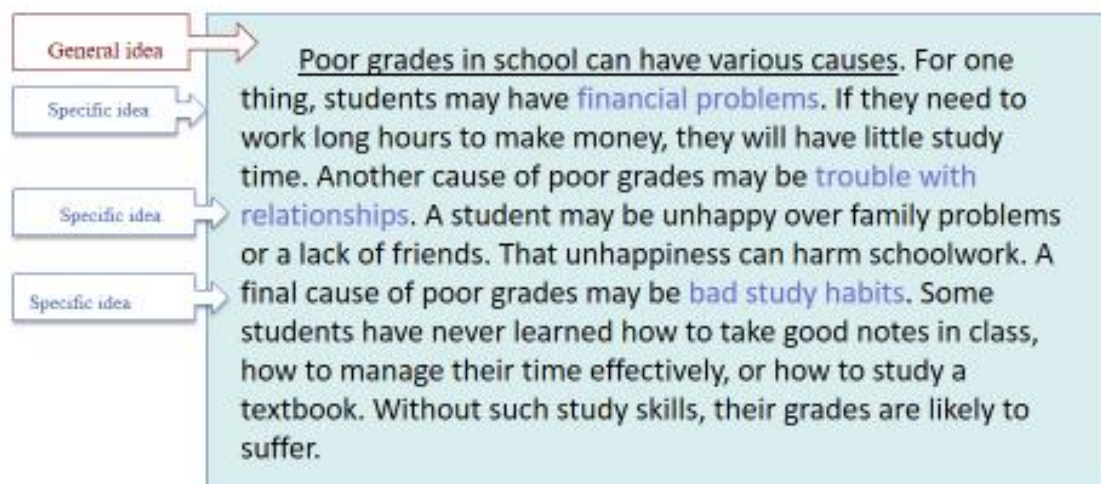 General idea
Poor grades in school can have various causes. For one
Specific idea
thing, students may have financial problems. If they need to
work long hours to make money, they will have little study
time. Another cause of poor grades may be trouble with
Specific idea
relationships. A student may be unhappy over family problems
or a lack of friends. That unhappiness can harm schoolwork. A
Specific idea
final cause of poor grades may be bad study habits. Some
students have never learned how to take good notes in class,
how to manage their time effectively, or how to study a
textbook. Without such study skills, their grades are likely to
suffer.